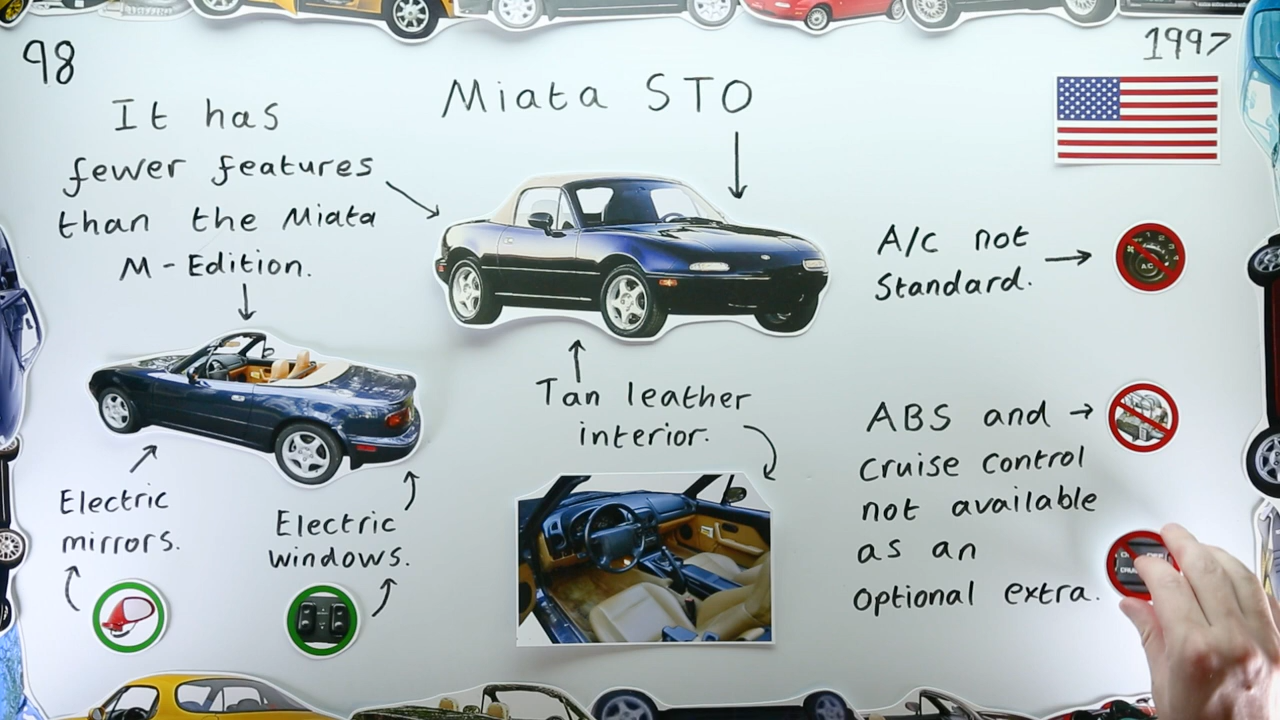 98
1997
Miata STO
It has
fewer features
than the Miata
M-Edition.
A/C not
Standard.
A/C
Tan leather
interior.
ABS and
Cruise control
not available
as an
optional extra.
Electric
mirrors.
Electric
windows.